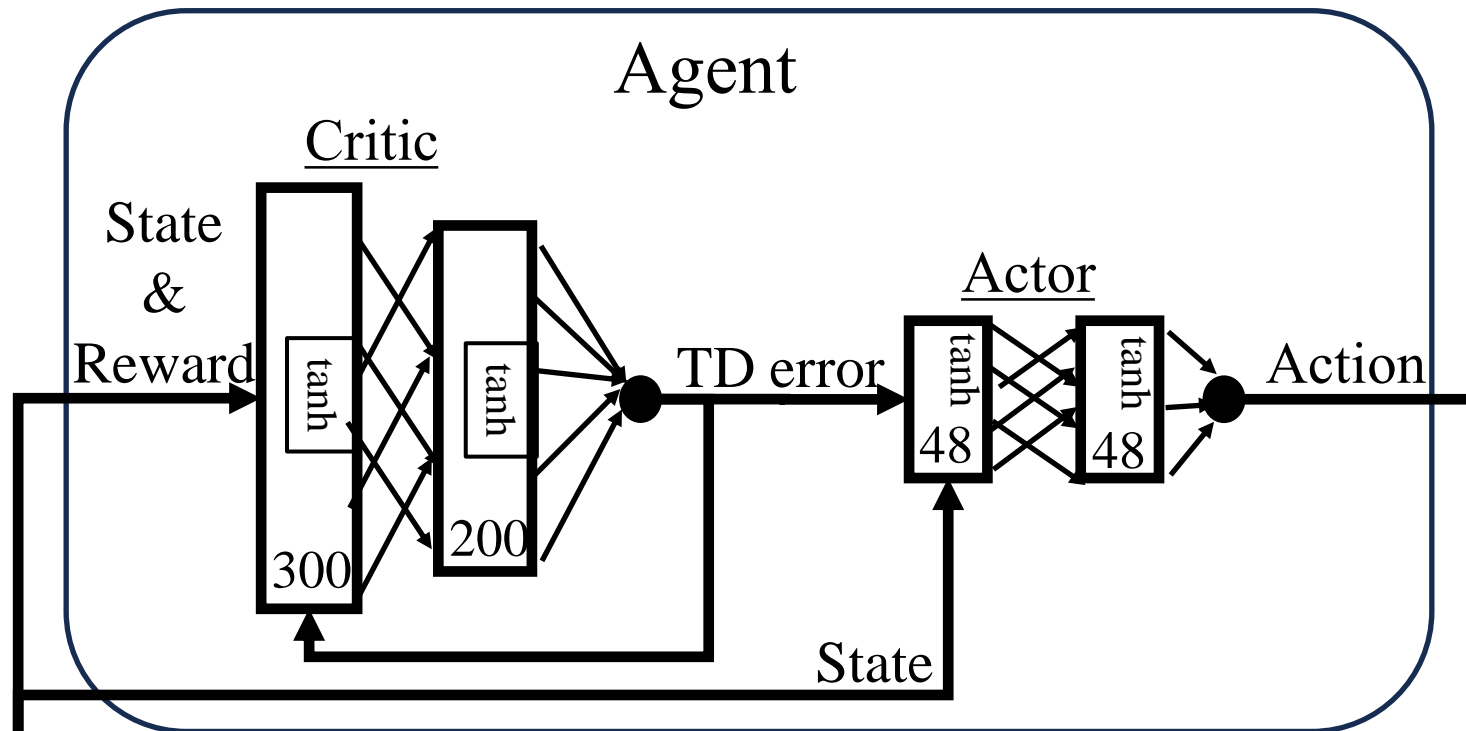 Agent
Critic
State
&
Reward
tanh
300
tanh
200
TD error
Actor
tanh
48
tanh
48
Action
State